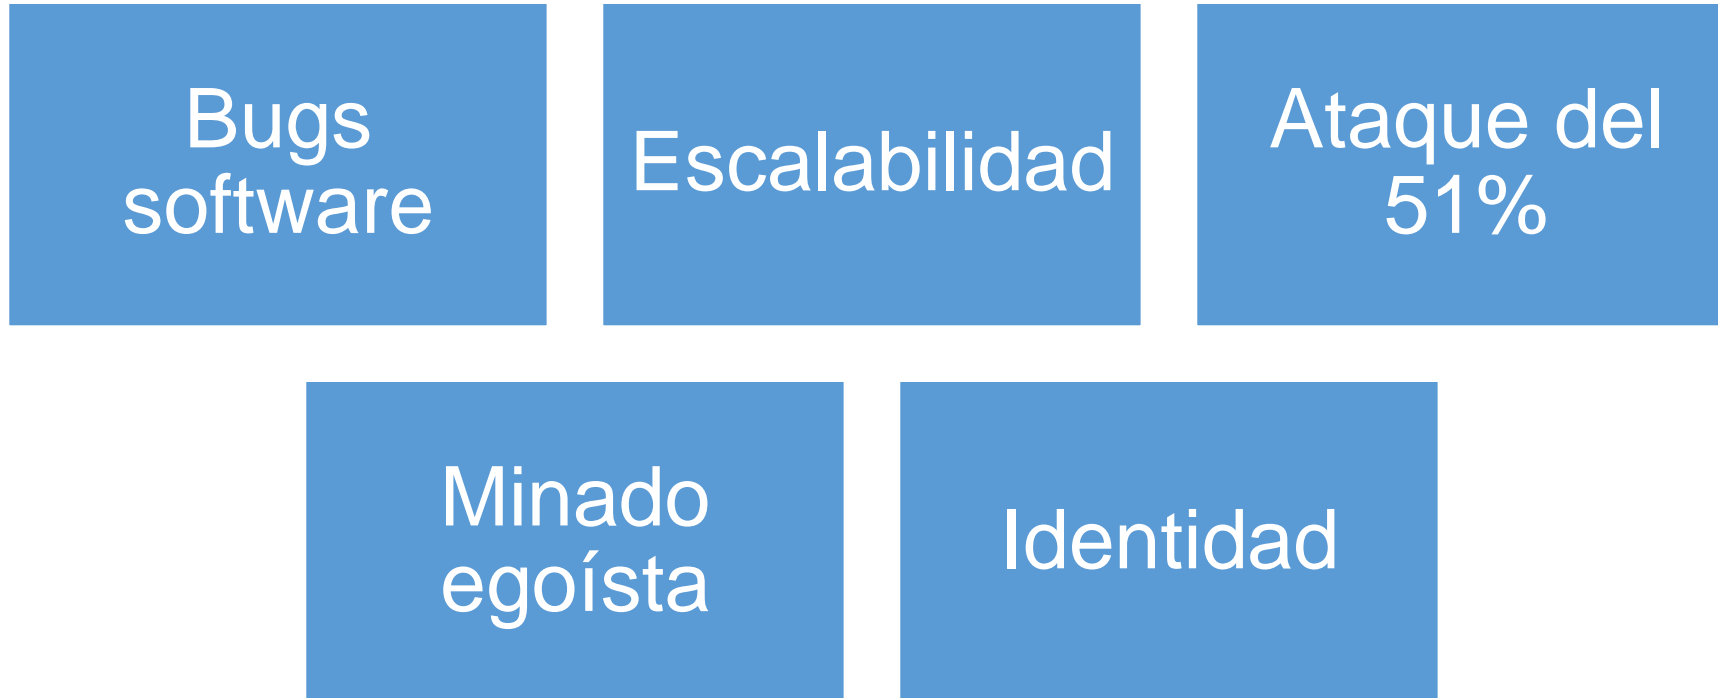 Bugs
software
Escalabilidad
Ataque del
51%
Minado
egoísta
Identidad